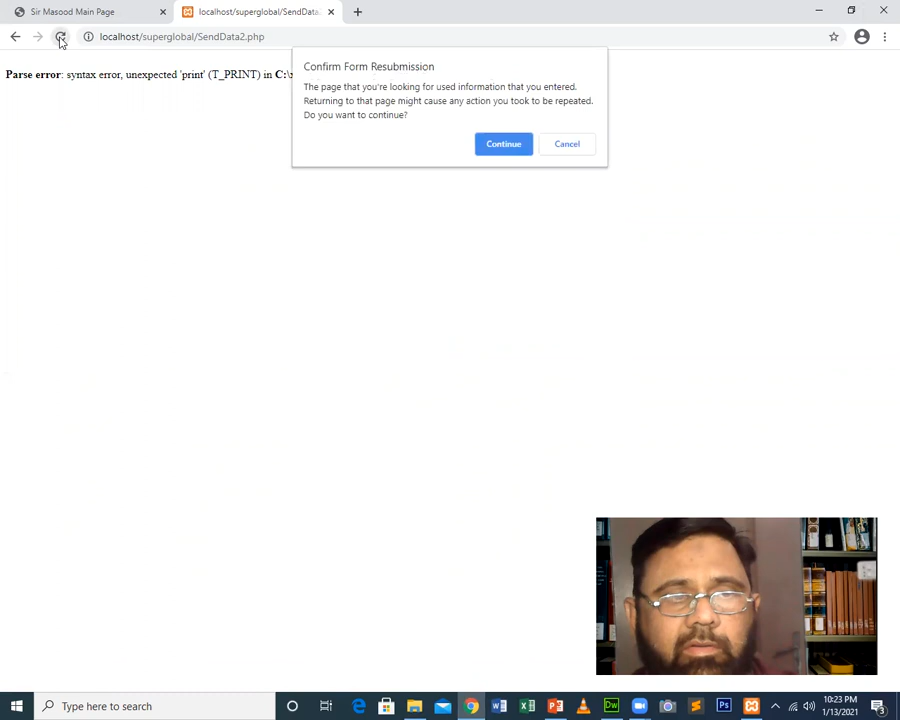 Sir Masood Main Page
localhost/superglobal/SendData.
localhost/superglobal/SendData2.php
Parse error: syntax error, unexpected 'print' (T_PRINT) in C:\
Confirm Form Resubmission
The page that you're looking for used information that you entered.
Returning to that page might cause any action you took to be repeated.
Do you want to continue?
Continue
Cancel
Type here to search
10:23 PM
1/13/2021
3